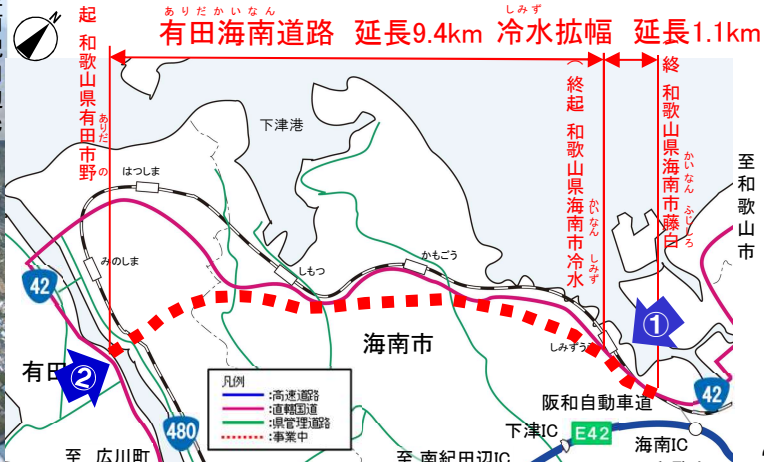 有田海南道路 延長9.4km
ありだかいなん
冷水拡幅 延長1.1km
しみず
起 和歌山県有田市野
ありだ の
(終起 和歌山県海南市冷水
かいなん しみず
終 和歌山県海南市藤白
かいなん ふじしろ
至和歌山市
下津港
はつしま
みのしま
しもつ
かもごう
しみずう
42
海南市
有田
①
②
凡例
:高速道路
:直轄国道
:県管理道路
:事業中
480
42
阪和自動車道
下津IC
E42
海南IC
至 広川町
至 南紀田辺IC